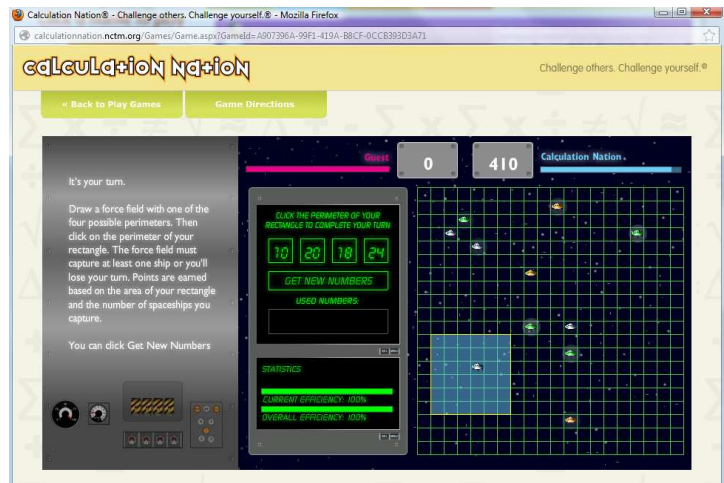 Calculation Nation® - Challenge others. Challenge yourself.® - Mozilla Firefox
calculationnation.nctm.org/Games/Game.aspx?GameId=A907396A-99F1-419A-B8CF-0CCB393D3A71
CALCULATION NATION
Challenge others. Challenge yourself.®
« Back to Play Games
Game Directions
Guest
0
410
Calculation Nation
It's your turn.
Draw a force field with one of the
four possible perimeters. Then
click on the perimeter of your
rectangle. The force field must
capture at least one ship or you'll
lose your turn. Points are earned
based on the area of your rectangle
and the number of spaceships you
capture.
You can click Get New Numbers
CLICK THE PERIMETER OF YOUR
RECTANGLE TO COMPLETE YOUR TURN
10 20 18 24
GET NEW NUMBERS
USED NUMBERS:
STATISTICS
CURRENT EFFICIENCY: 100%
OVERALL EFFICIENCY: 100%